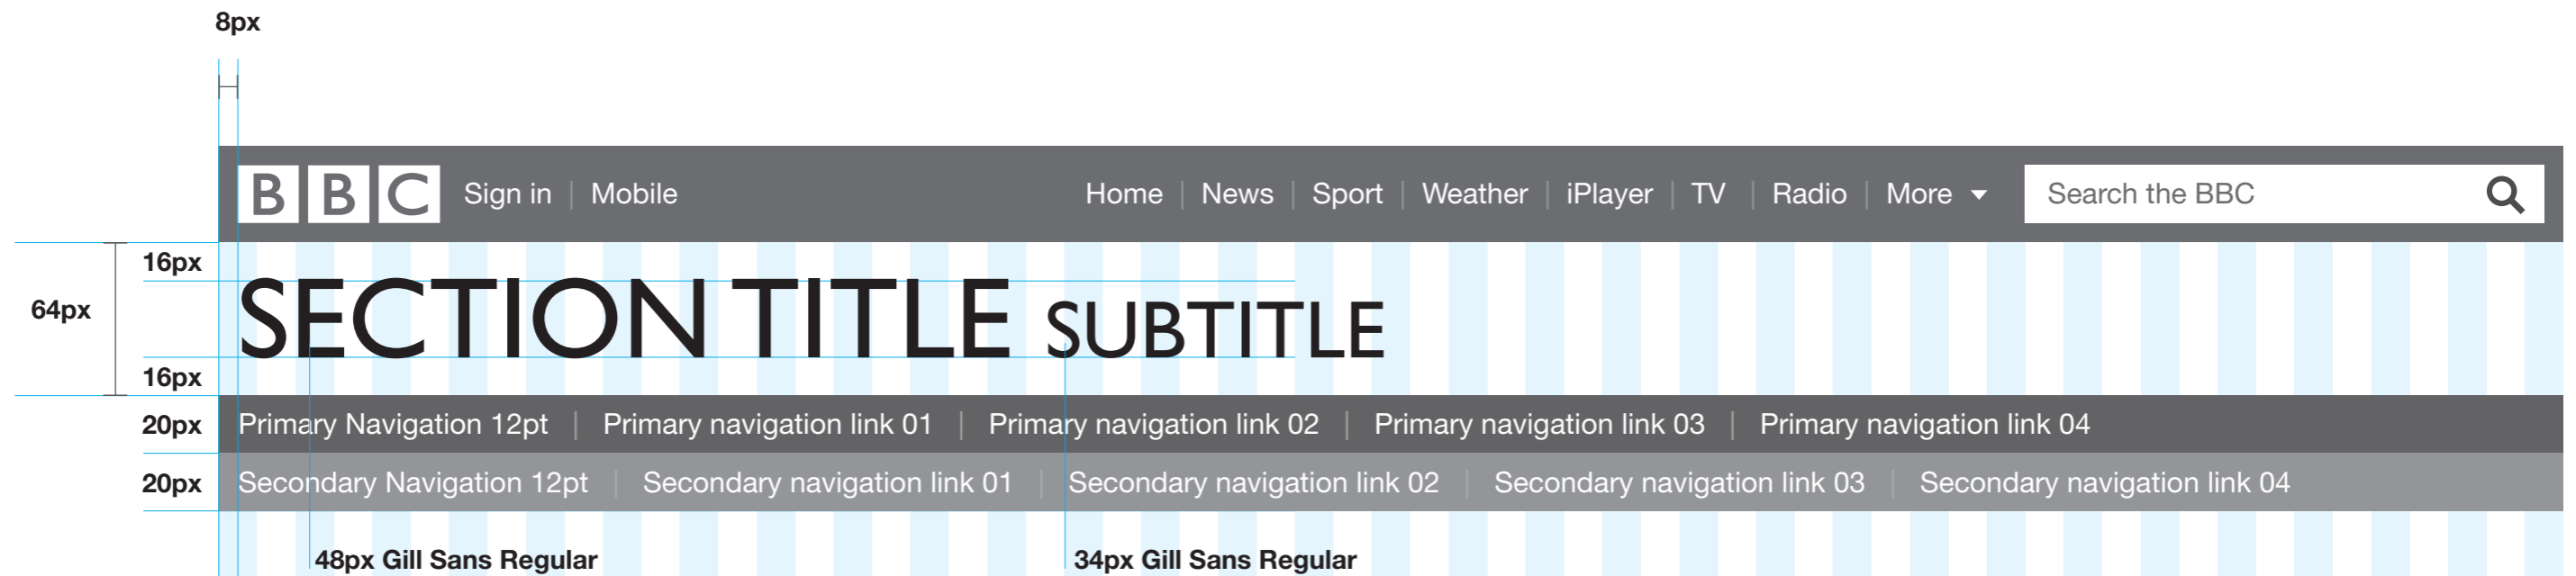 8px
BBC Sign in | Mobile Home | News | Sport | Weather | iPlayer | TV | Radio | More Search the BBC
16px
SECTION TITLE SUBTITLE
64px
16px
20px Primary Navigation 12pt | Primary navigation link 01 | Primary navigation link 02 | Primary navigation link 03 | Primary navigation link 04
20px Secondary Navigation 12pt | Secondary navigation link 01 | Secondary navigation link 02 | Secondary navigation link 03 | Secondary navigation link 04
48px Gill Sans Regular 34px Gill Sans Regular